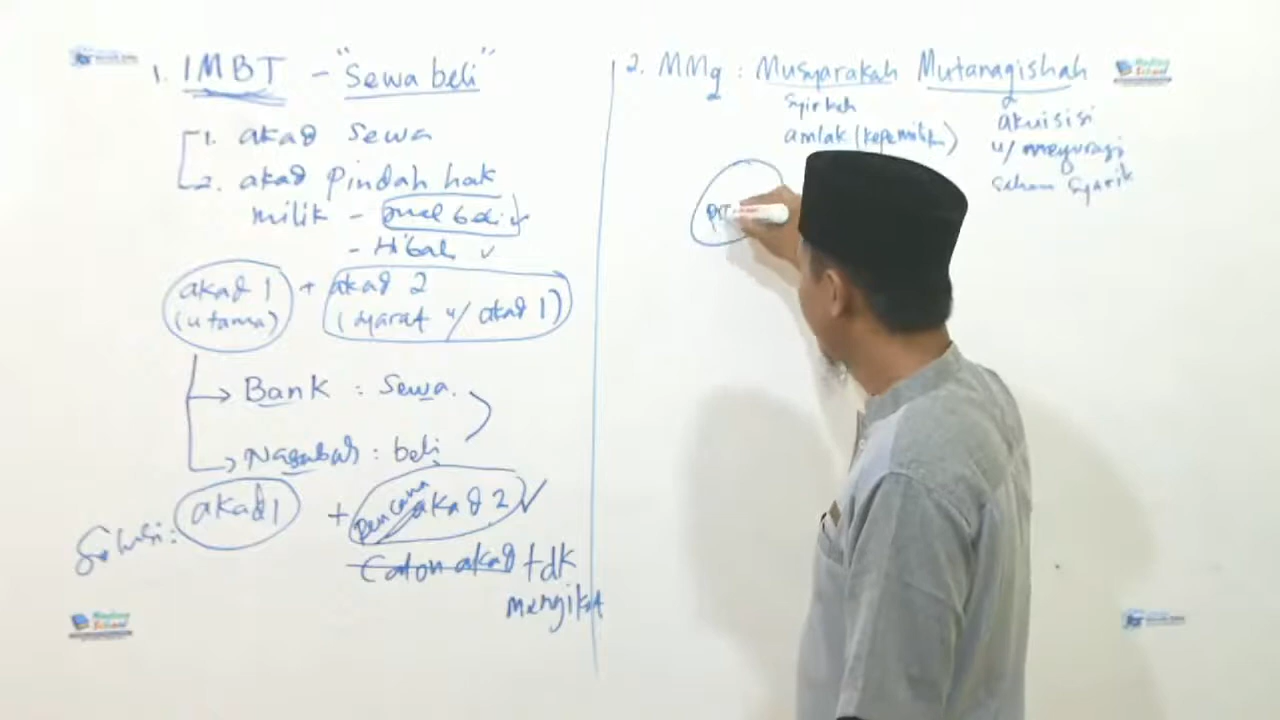 1. IMBT - "Sewa beli"
1. akad sewa
2. akad pindah hak
milik - jual beli ✓
- Hibah ✓
akad 1 + akad 2
(utama) (syarat u/ akad 1)
Bank : Sewa.
Nasabah : beli
Solusi: akad 1 + Rencana akad 2 ✓
Calon akad tdk
mengikat
2. MMq : Musyarakah Mutanaqishah
syirkah
amlak (kepemilikan)
akuisisi
u/ mengurangi
saham syarik